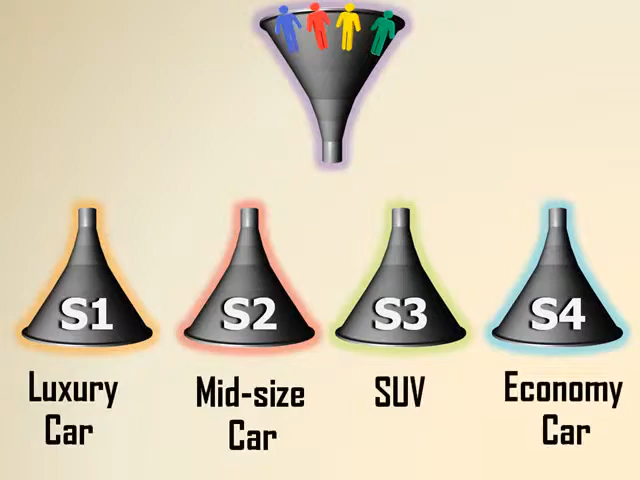 S1
S2
S3
S4
Luxury
Car
Mid-size
Car
SUV
Economy
Car